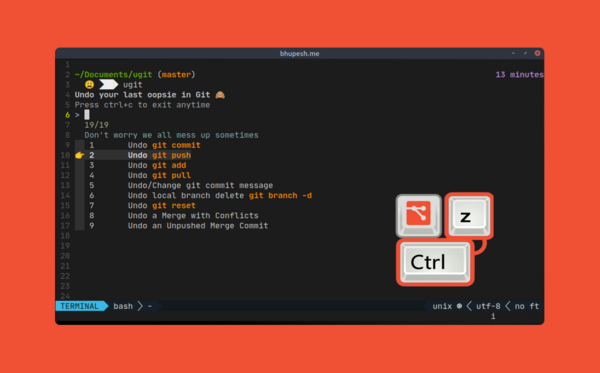 bhupesh.me
1
2 ~/Documents/ugit (master) 13 minutes
3 ugit
4 Undo your last oopsie in Git 🙈
5 Press ctrl+c to exit anytime
6 >
7 19/19
8 Don't worry we all mess up sometimes
9 1 Undo git commit
10 2 Undo git push
11 3 Undo git add
12 4 Undo git pull
13 5 Undo/Change git commit message
14 6 Undo local branch delete git branch -d
15 7 Undo git reset
16 8 Undo a Merge with Conflicts
17 9 Undo an Unpushed Merge Commit
18
19
20
21
22
23
24
z
Ctrl
TERMINAL bash ~ unix utf-8 no ft
i